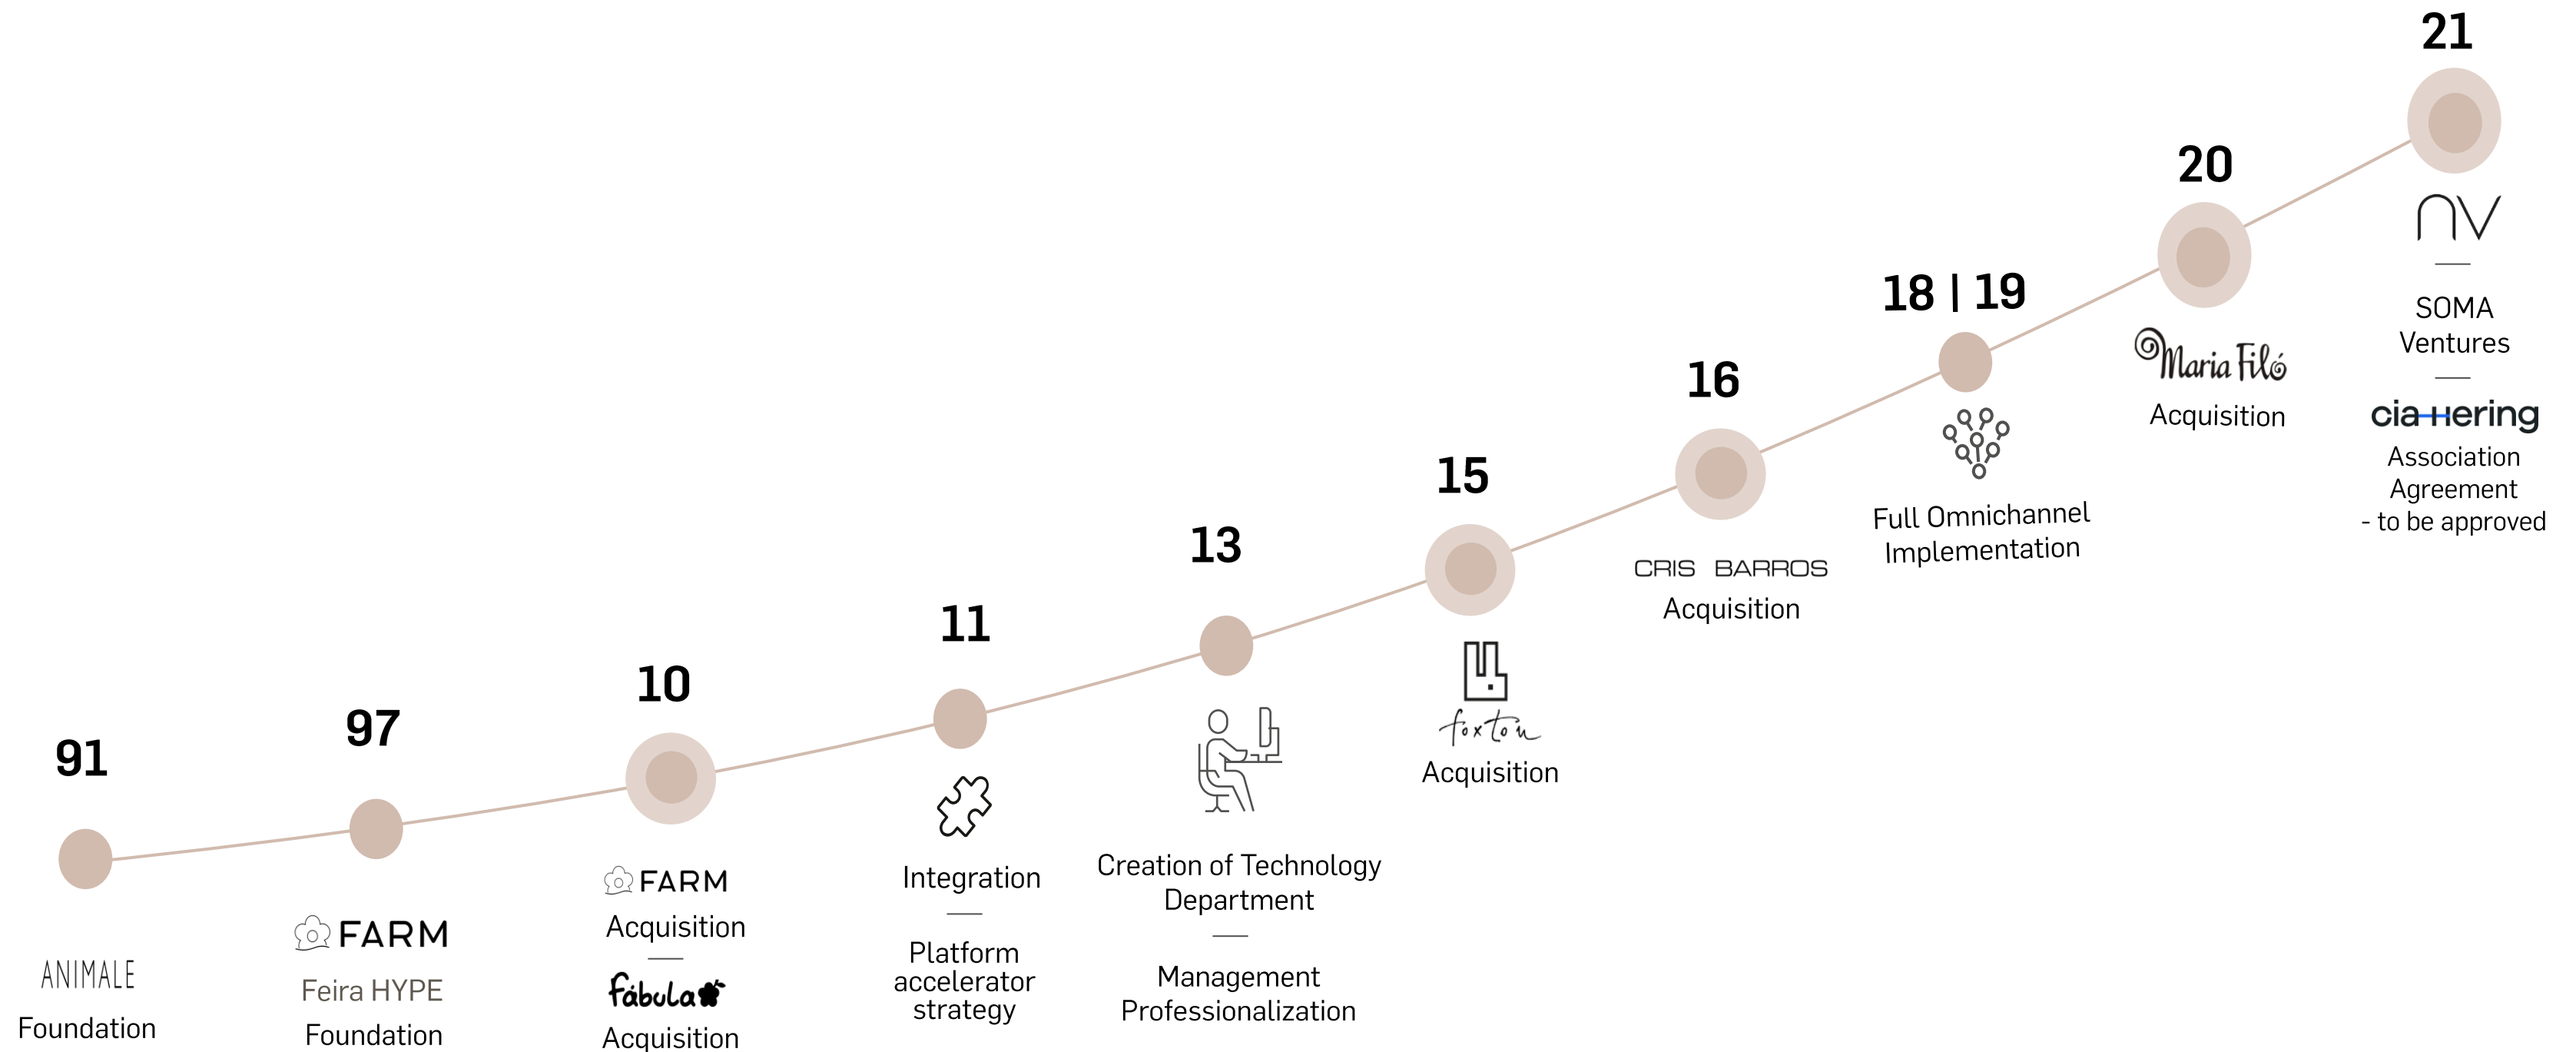 91
ANIMALE
Foundation
97
FARM
Feira HYPE
Foundation
10
FARM
Acquisition
fábula
Acquisition
11
Integration
Platform
accelerator
strategy
13
Creation of Technology
Department
Management
Professionalization
15
foxton
Acquisition
16
CRIS BARROS
Acquisition
18 | 19
Full Omnichannel
Implementation
20
Maria Filó
Acquisition
21
NV
SOMA
Ventures
cia Hering
Association
Agreement
- to be approved